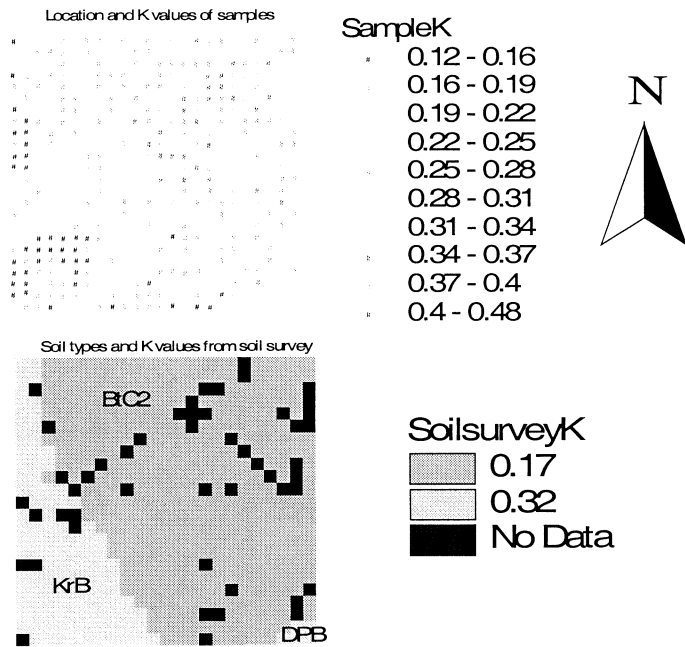 Location and K values of samples
SampleK
0.12 - 0.16
0.16 - 0.19
0.19 - 0.22
0.22 - 0.25
0.25 - 0.28
0.28 - 0.31
0.31 - 0.34
0.34 - 0.37
0.37 - 0.4
0.4 - 0.48
N
Soil types and K values from soil survey
BtC2
KrB
DPB
SoilsurveyK
0.17
0.32
No Data